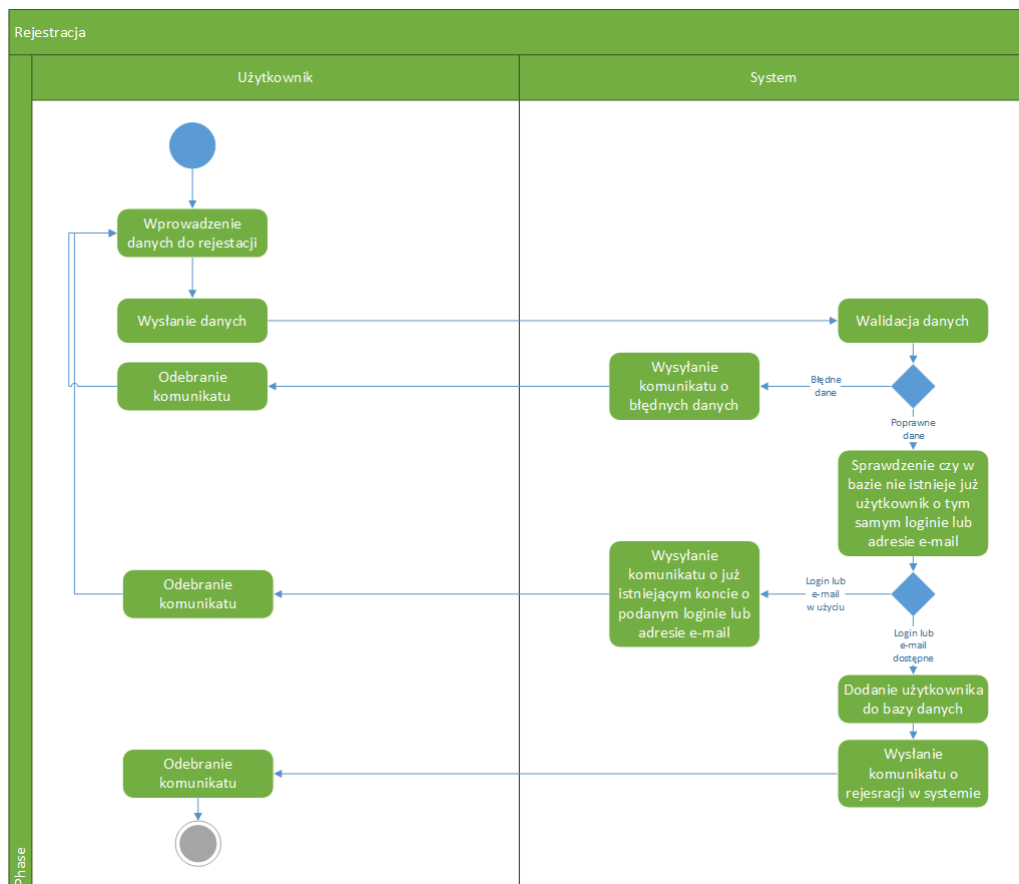 Rejestracja
Użytkownik
System
Wprowadzenie
danych do rejestacji
Wysłanie danych
Walidacja danych
Odebranie
komunikatu
Wysyłanie
komunikatu o
błędnych danych
Błędne
dane
Poprawne
dane
Sprawdzenie czy w
bazie nie istnieje już
użytkownik o tym
samym loginie lub
adresie e-mail
Odebranie
komunikatu
Wysyłanie
komunikatu o już
istniejącym koncie o
podanym loginie lub
adresie e-mail
Login lub
e-mail
w użyciu
Login lub
e-mail
dostępne
Dodanie użytkownika
do bazy danych
Odebranie
komunikatu
Wysłanie
komunikatu o
rejesracji w systemie
Phase